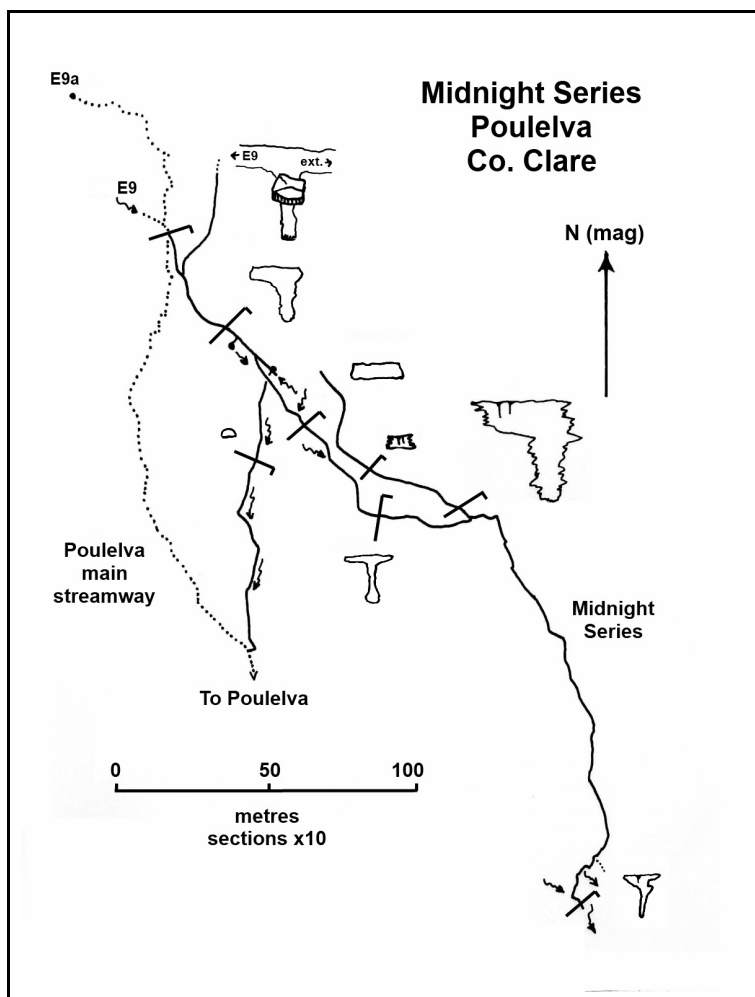 E9a
Midnight Series
Poulelva
Co. Clare
E9 ext.
E9
N (mag)
Poulelva
main
streamway
Midnight
Series
To Poulelva
0 50 100
metres
sections x10